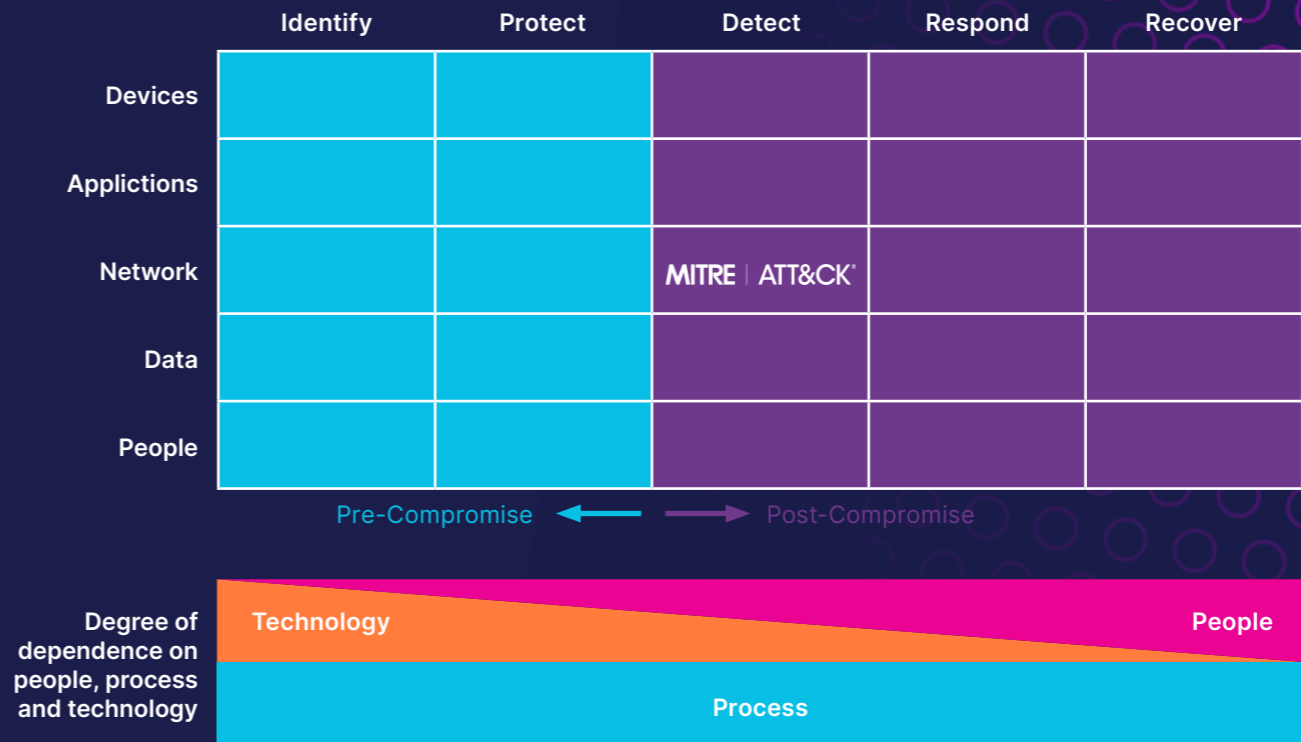 Identify Protect Detect Respond Recover
Devices
Applictions
Network
MITRE | ATT&CK®
Data
People
Pre-Compromise
Post-Compromise
Degree of
dependence on
people, process
and technology
Technology
People
Process